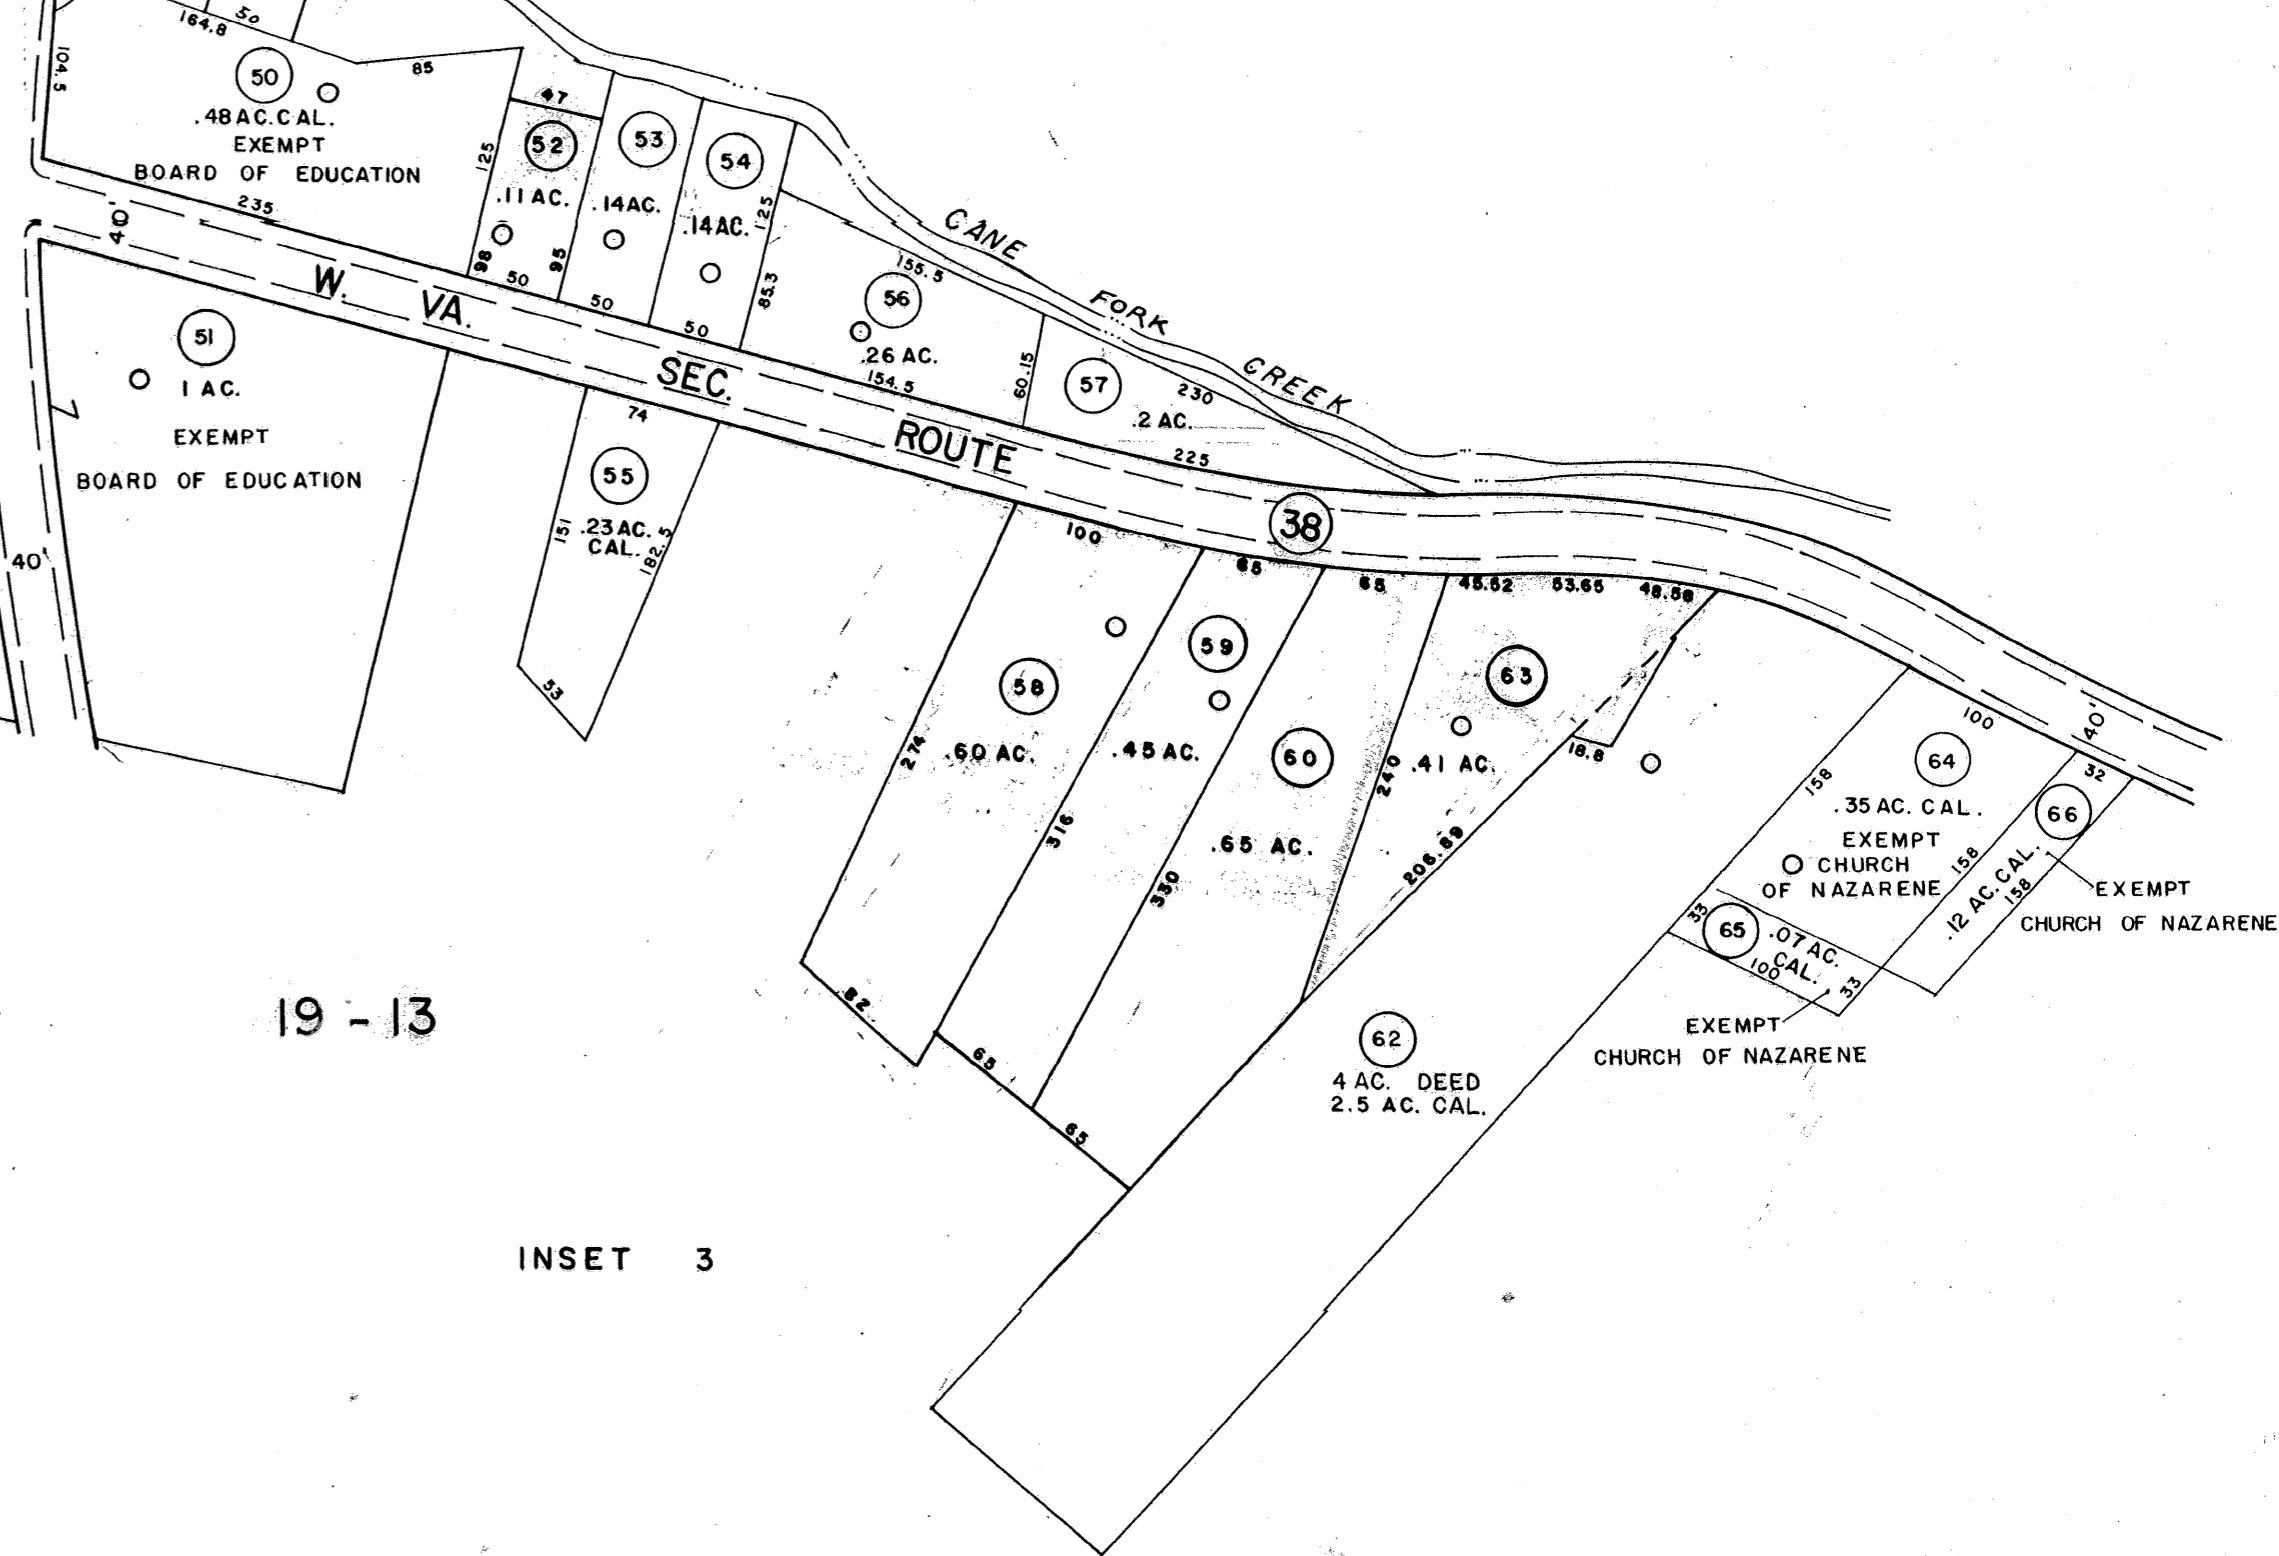 164.8
50
104.5
85
50
.48 AC. CAL.
EXEMPT
BOARD OF EDUCATION
235
40'
47
125
52
.11 AC.
98
50
53
.14 AC.
95
50
54
.14 AC.
125
85.3
50
CANE FORK CREEK
155.5
56
.26 AC.
154.5
60.15
57
230
.2 AC.
225
W. VA. SEC. ROUTE 38
51
1 AC.
EXEMPT
BOARD OF EDUCATION
7
40'
74
55
.23 AC.
CAL.
151
182.5
53
100
58
.60 AC.
274
82
65
59
.45 AC.
316
65
65
60
.65 AC.
330
65
240
45.52
53.65
48.58
63
.41 AC.
18.8
206.89
62
4 AC. DEED
2.5 AC. CAL.
100
64
.35 AC. CAL.
EXEMPT
CHURCH
OF NAZARENE
158
158
40'
32
66
.12 AC. CAL.
158
EXEMPT
CHURCH OF NAZARENE
33
65
.07 AC.
CAL.
100
33
EXEMPT
CHURCH OF NAZARENE
19 - 13
INSET 3